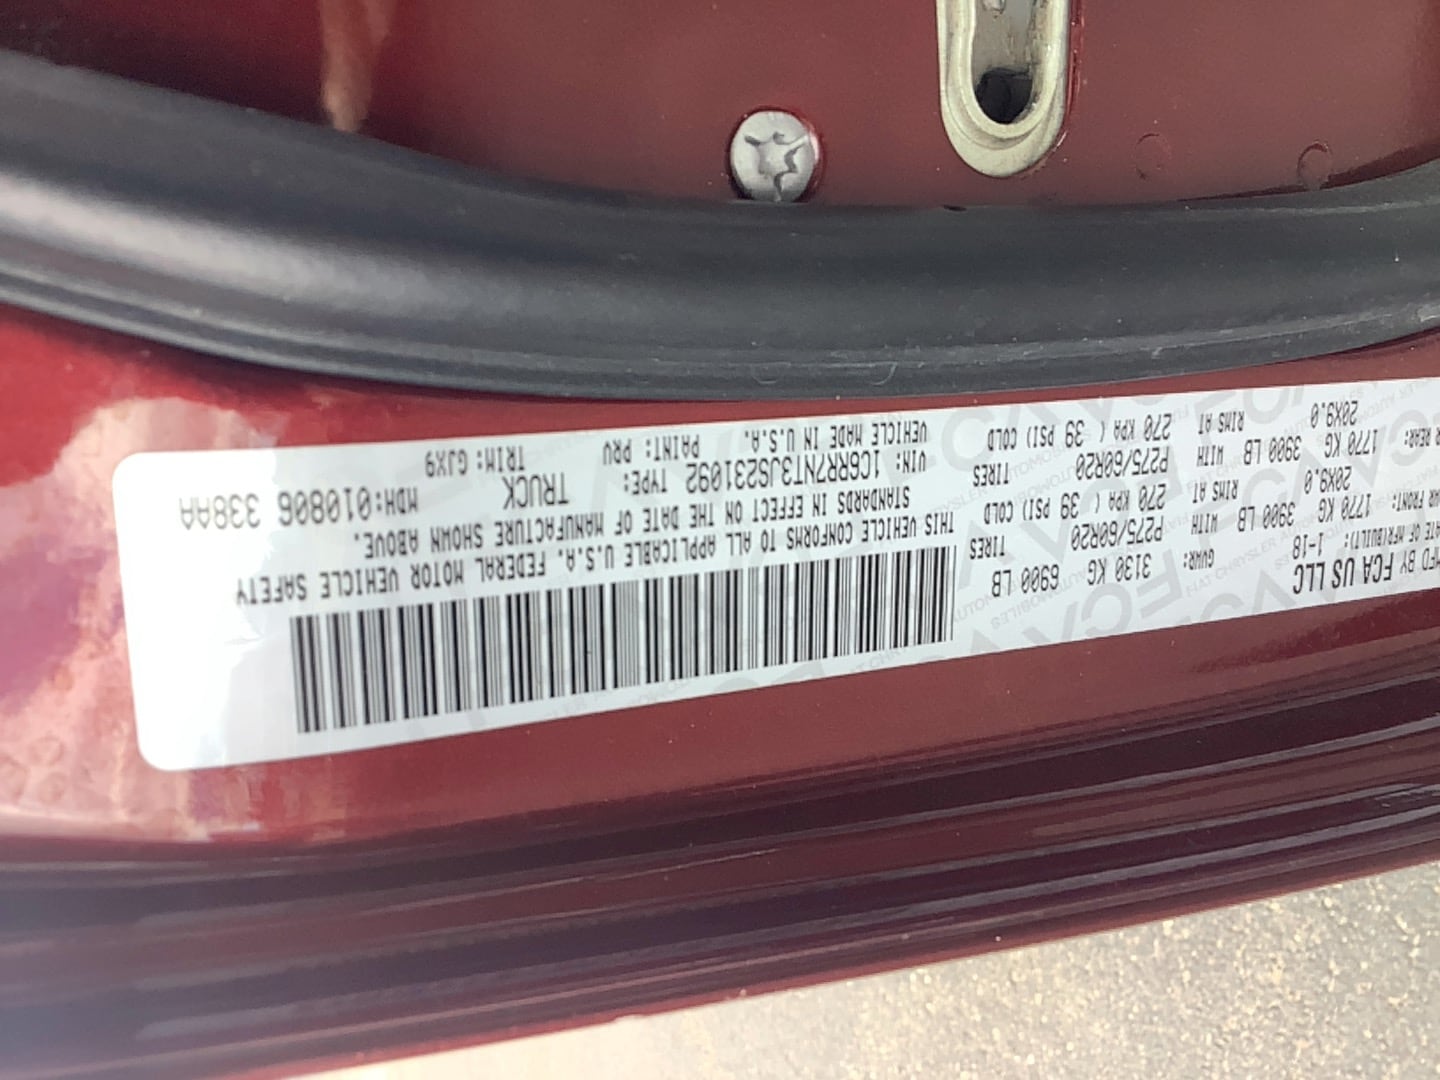 MFD BY FCA US LLC
DATE OF MFR(BUILT): 1-18
GVWR: 3130 KG 6900 LB
FRONT: 1770 KG 3900 LB WITH P275/60R20 TIRES
20X9.0 RIMS AT 270 KPA ( 39 PSI) COLD
REAR: 1770 KG 3900 LB WITH P275/60R20 TIRES
20X9.0 RIMS AT 270 KPA ( 39 PSI) COLD
THIS VEHICLE CONFORMS TO ALL APPLICABLE U.S.A. FEDERAL MOTOR VEHICLE SAFETY
STANDARDS IN EFFECT ON THE DATE OF MANUFACTURE SHOWN ABOVE.
VIN: 1C6RR7NT3JS231092 TYPE: TRUCK MDH:010806 338AA
VEHICLE MADE IN U.S.A. PAINT: PRV TRIM: GJX9